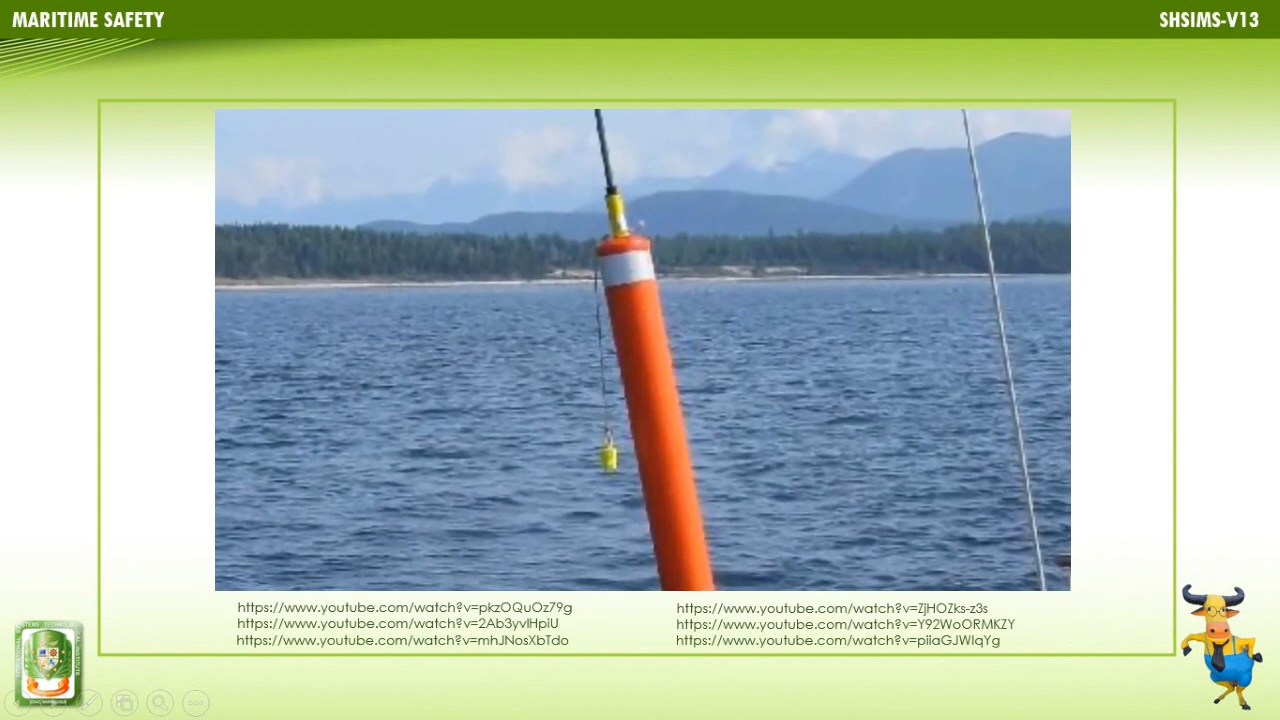 MARITIME SAFETY
SHSIMS-V13
https://www.youtube.com/watch?v=pkzOQuOz79g
https://www.youtube.com/watch?v=2Ab3yvlHpiU
https://www.youtube.com/watch?v=mhJNoXbTdo
https://www.youtube.com/watch?v=ZjHOZks-z3s
https://www.youtube.com/watch?v=Y92WoORMKZY
https://www.youtube.com/watch?v=piiaGJWlqYg